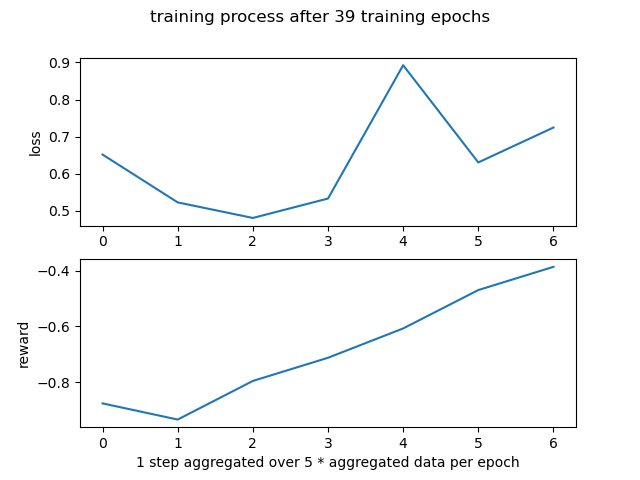 training process after 39 training epochs
0.9
0.8
0.7
0.6
0.5
loss
0 1 2 3 4 5 6
−0.4
−0.6
−0.8
reward
0 1 2 3 4 5 6
1 step aggregated over 5 * aggregated data per epoch